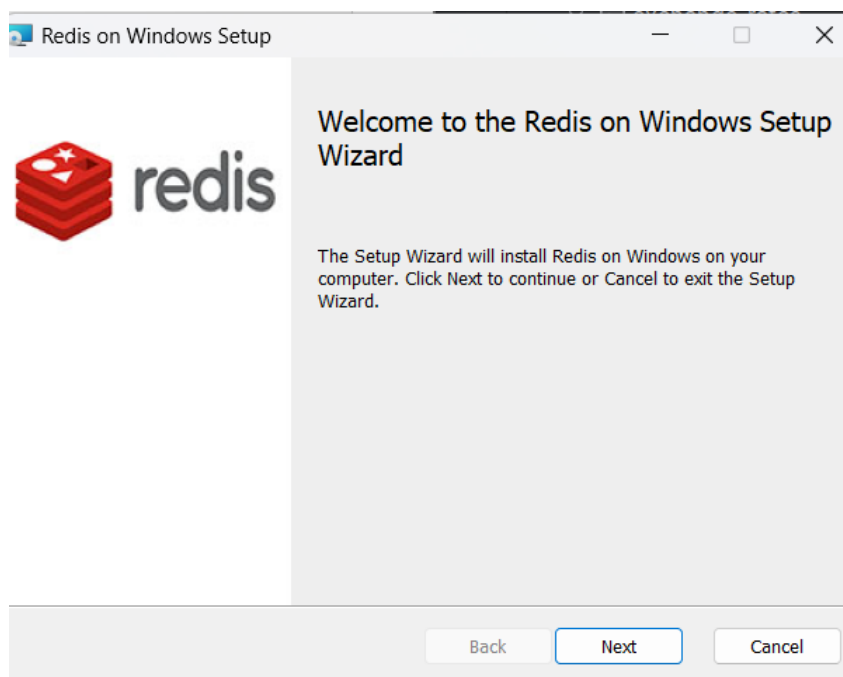 Redis on Windows Setup
redis
Welcome to the Redis on Windows Setup
Wizard
The Setup Wizard will install Redis on Windows on your
computer. Click Next to continue or Cancel to exit the Setup
Wizard.
Back
Next
Cancel